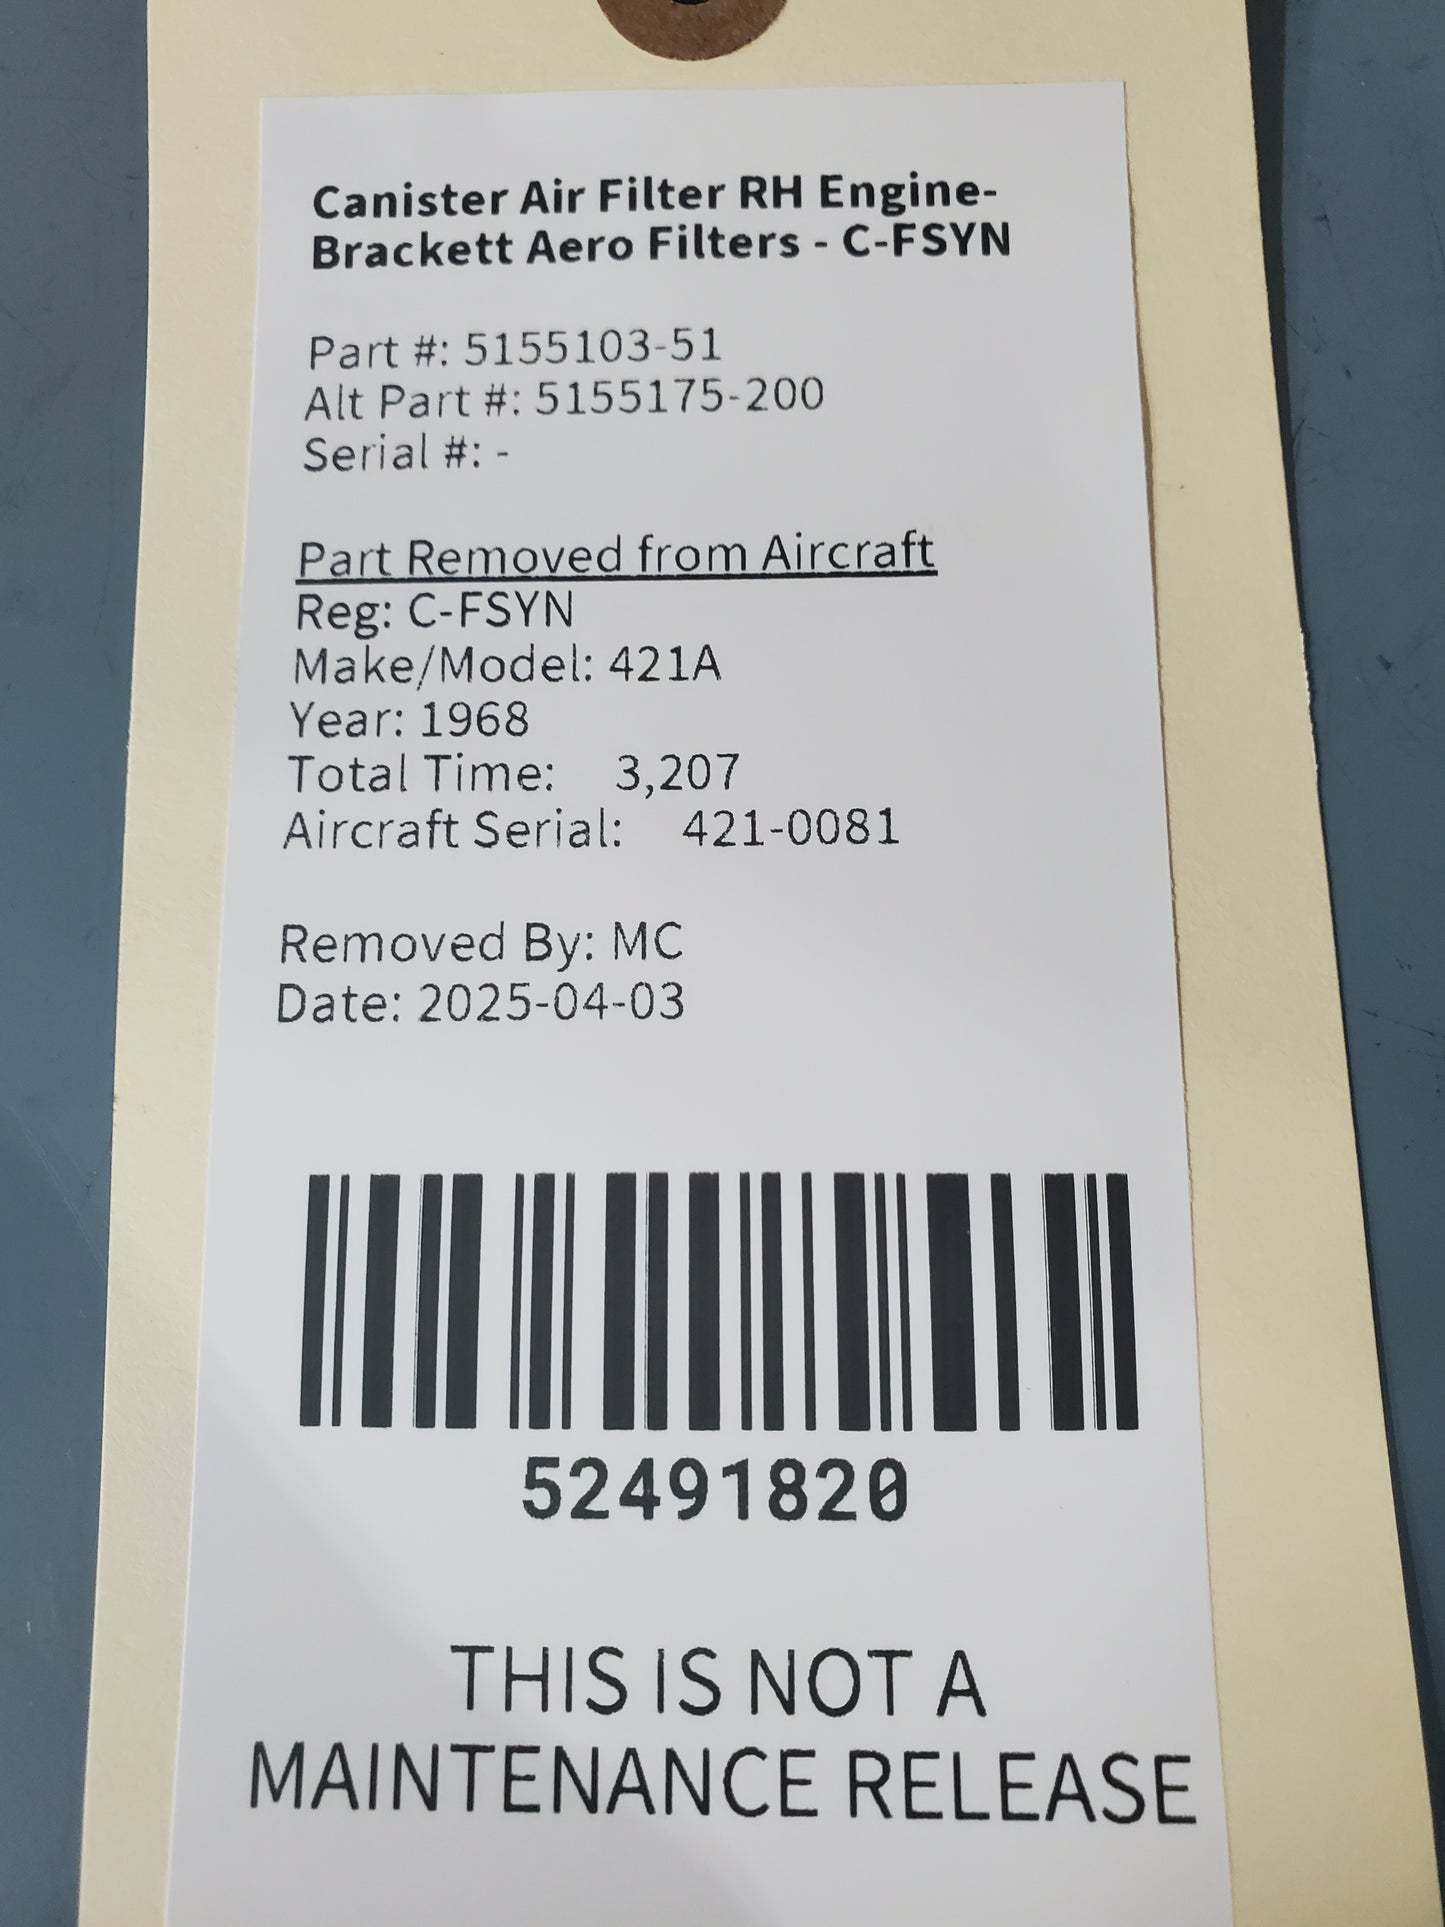 Canister Air Filter RH Engine-
Brackett Aero Filters - C-FSYN
Part #: 5155103-51
Alt Part #: 5155175-200
Serial #: -
Part Removed from Aircraft
Reg: C-FSYN
Make/Model: 421A
Year: 1968
Total Time: 3,207
Aircraft Serial: 421-0081
Removed By: MC
Date: 2025-04-03
52491820
THIS IS NOT A
MAINTENANCE RELEASE